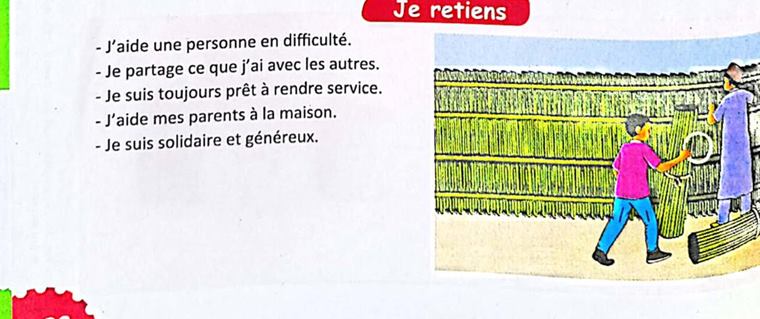 Je retiens
- J'aide une personne en difficulté.
- Je partage ce que j'ai avec les autres.
- Je suis toujours prêt à rendre service.
- J'aide mes parents à la maison.
- Je suis solidaire et généreux.